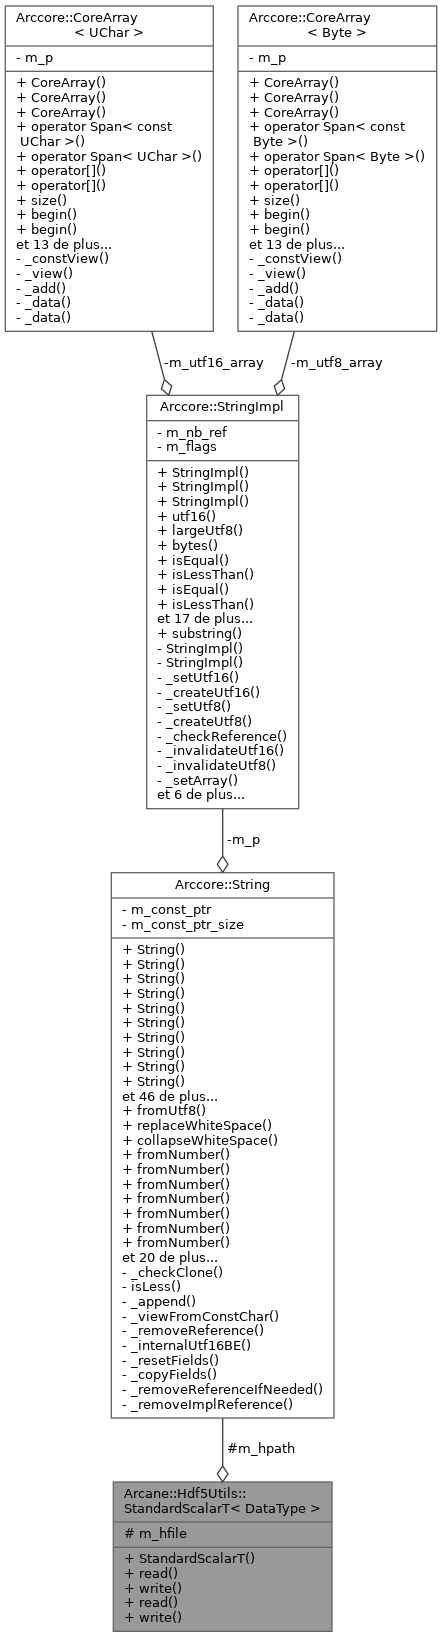 Arccore::CoreArray
< UChar >
- m_p
+ CoreArray()
+ CoreArray()
+ CoreArray()
+ operator Span< const
UChar >()
+ operator Span< UChar >()
+ operator[]()
+ operator[]()
+ size()
+ begin()
+ begin()
et 13 de plus...
- _constView()
- _view()
- _add()
- _data()
- _data()
Arccore::CoreArray
< Byte >
- m_p
+ CoreArray()
+ CoreArray()
+ CoreArray()
+ operator Span< const
Byte >()
+ operator Span< Byte >()
+ operator[]()
+ operator[]()
+ size()
+ begin()
+ begin()
et 13 de plus...
- _constView()
- _view()
- _add()
- _data()
- _data()
-m_utf16_array
-m_utf8_array
Arccore::StringImpl
- m_nb_ref
- m_flags
+ StringImpl()
+ StringImpl()
+ StringImpl()
+ utf16()
+ largeUtf8()
+ bytes()
+ isEqual()
+ isLessThan()
+ isEqual()
+ isLessThan()
et 17 de plus...
+ substring()
- StringImpl()
- StringImpl()
- _setUtf16()
- _createUtf16()
- _setUtf8()
- _createUtf8()
- _checkReference()
- _invalidateUtf16()
- _invalidateUtf8()
- _setArray()
et 6 de plus...
-m_p
Arccore::String
- m_const_ptr
- m_const_ptr_size
+ String()
+ String()
+ String()
+ String()
+ String()
+ String()
+ String()
+ String()
+ String()
+ String()
et 46 de plus...
+ fromUtf8()
+ replaceWhiteSpace()
+ collapseWhiteSpace()
+ fromNumber()
+ fromNumber()
+ fromNumber()
+ fromNumber()
+ fromNumber()
+ fromNumber()
+ fromNumber()
et 20 de plus...
- _checkClone()
- isLess()
- _append()
- _viewFromConstChar()
- _removeReference()
- _internalUtf16BE()
- _resetFields()
- _copyFields()
- _removeReferenceIfNeeded()
- _removeImplReference()
#m_hpath
Arcane::Hdf5Utils::
StandardScalarT< DataType >
# m_hfile
+ StandardScalarT()
+ read()
+ write()
+ read()
+ write()